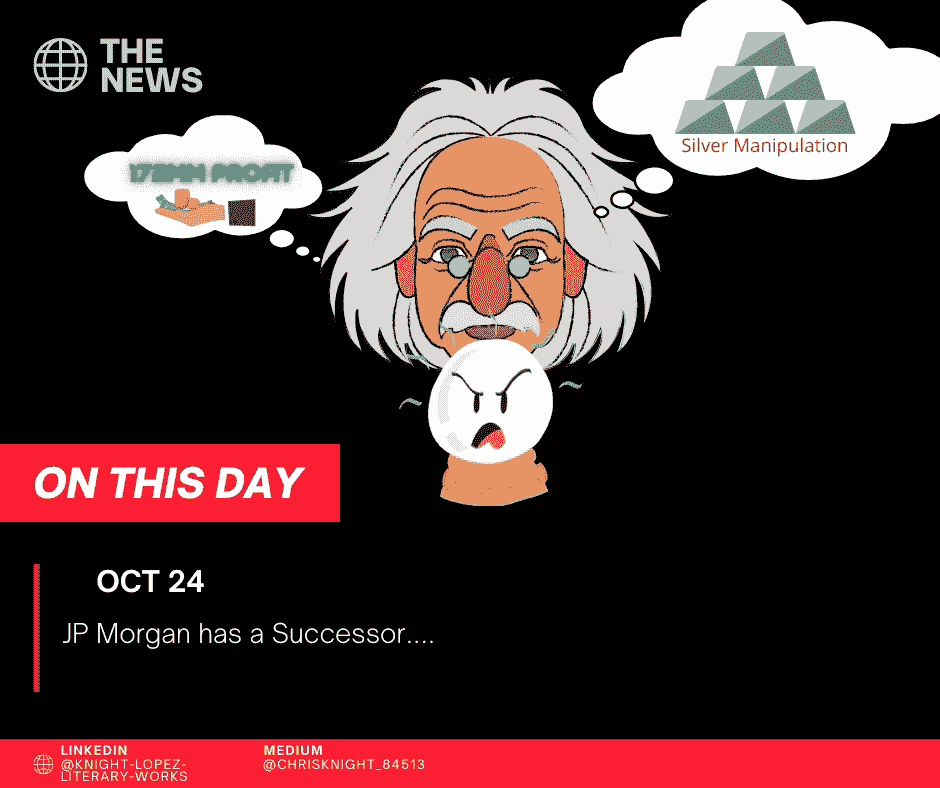 THE
NEWS
PROFIT
Silver Manipulation
ON THIS DAY
OCT 24
JP Morgan has a Successor....
LINKEDIN
@KNIGHT-LOPEZ-
LITERARY-WORKS
MEDIUM
@CHRISKNIGHT_84513